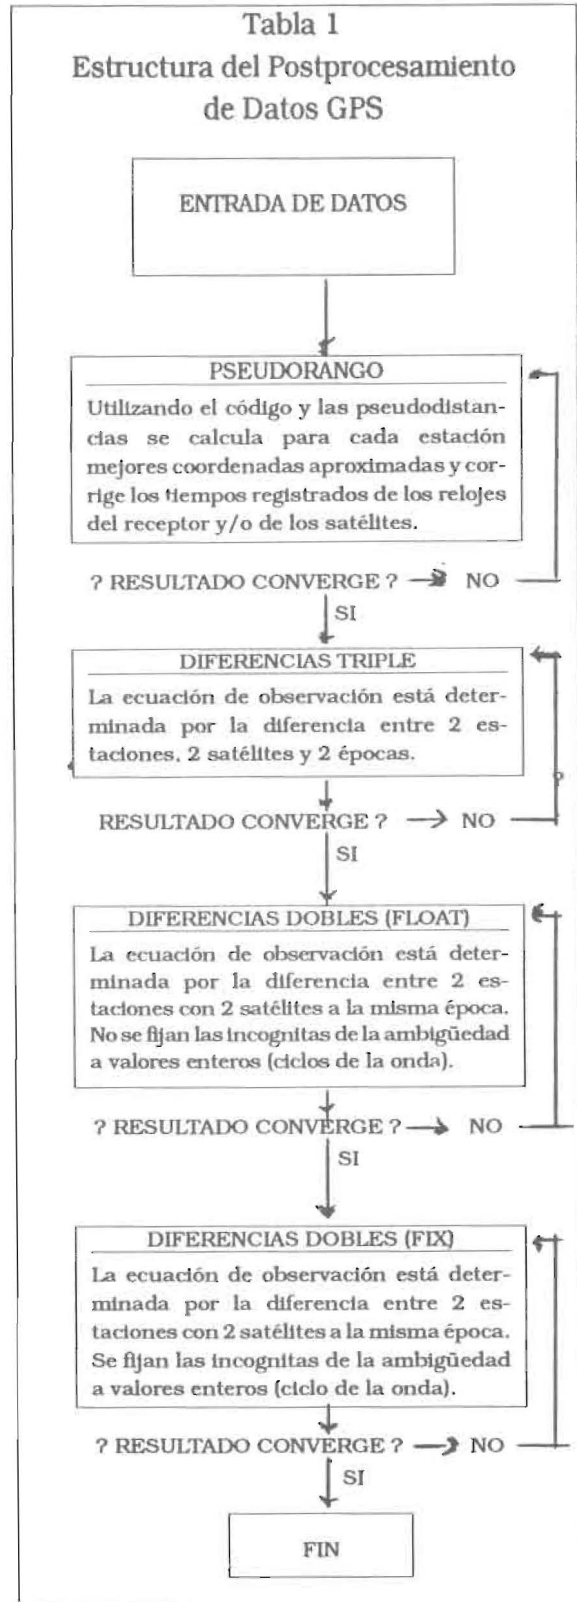 Tabla 1
Estructura del Postprocesamiento
de Datos GPS
ENTRADA DE DATOS
PSEUDORANGO
Utilizando el código y las pseudodistan-
cias se calcula para cada estación
mejores coordenadas aproximadas y cor-
rige los tiempos registrados de los relojes
del receptor y/o de los satélites.
? RESULTADO CONVERGE ? NO
SI
DIFERENCIAS TRIPLE
La ecuación de observación está deter-
minada por la diferencia entre 2 es-
taciones, 2 satélites y 2 épocas.
RESULTADO CONVERGE ? NO
SI
DIFERENCIAS DOBLES (FLOAT)
La ecuación de observación está deter-
minada por la diferencia entre 2 es-
taciones con 2 satélites a la misma época.
No se fijan las incognitas de la ambigüedad
a valores enteros (ciclos de la onda).
? RESULTADO CONVERGE ? NO
SI
DIFERENCIAS DOBLES (FIX)
La ecuación de observación está deter-
minada por la diferencia entre 2 es-
taciones con 2 satélites a la misma época.
Se fijan las incognitas de la ambigüedad
a valores enteros (ciclo de la onda).
? RESULTADO CONVERGE ? NO
SI
FIN